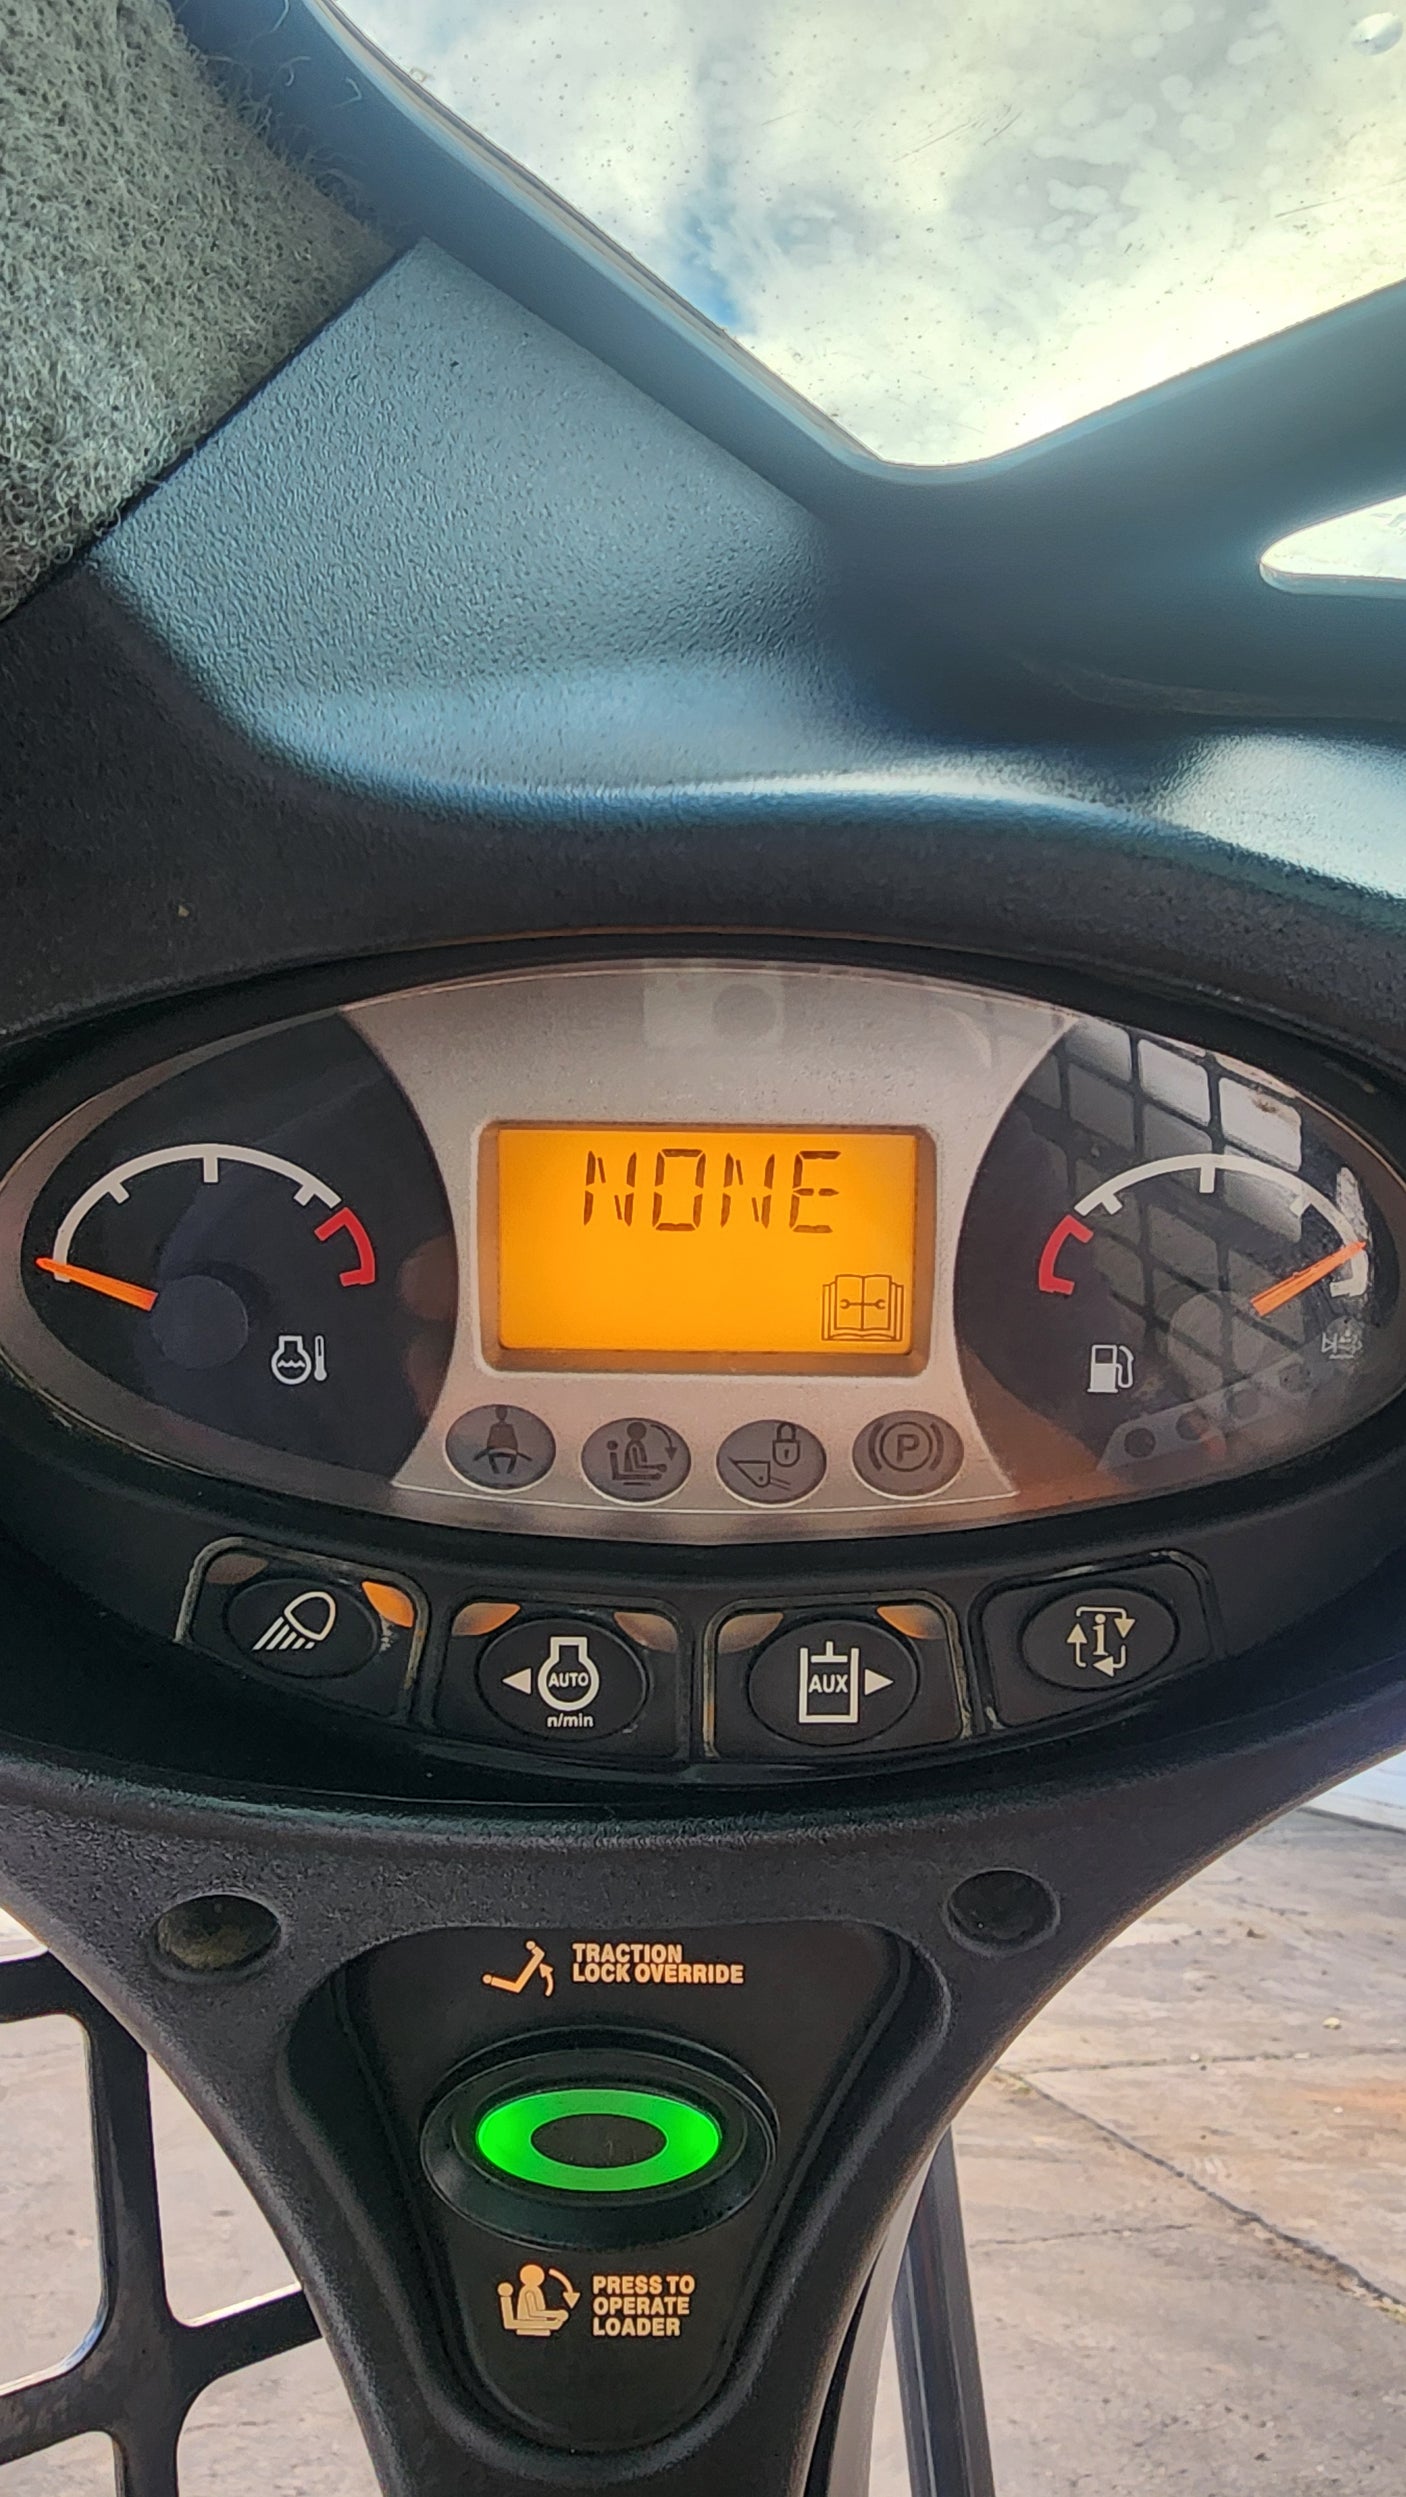 NONE
P
AUTO
n/min
AUX
i
TRACTION
LOCK OVERRIDE
PRESS TO
OPERATE
LOADER